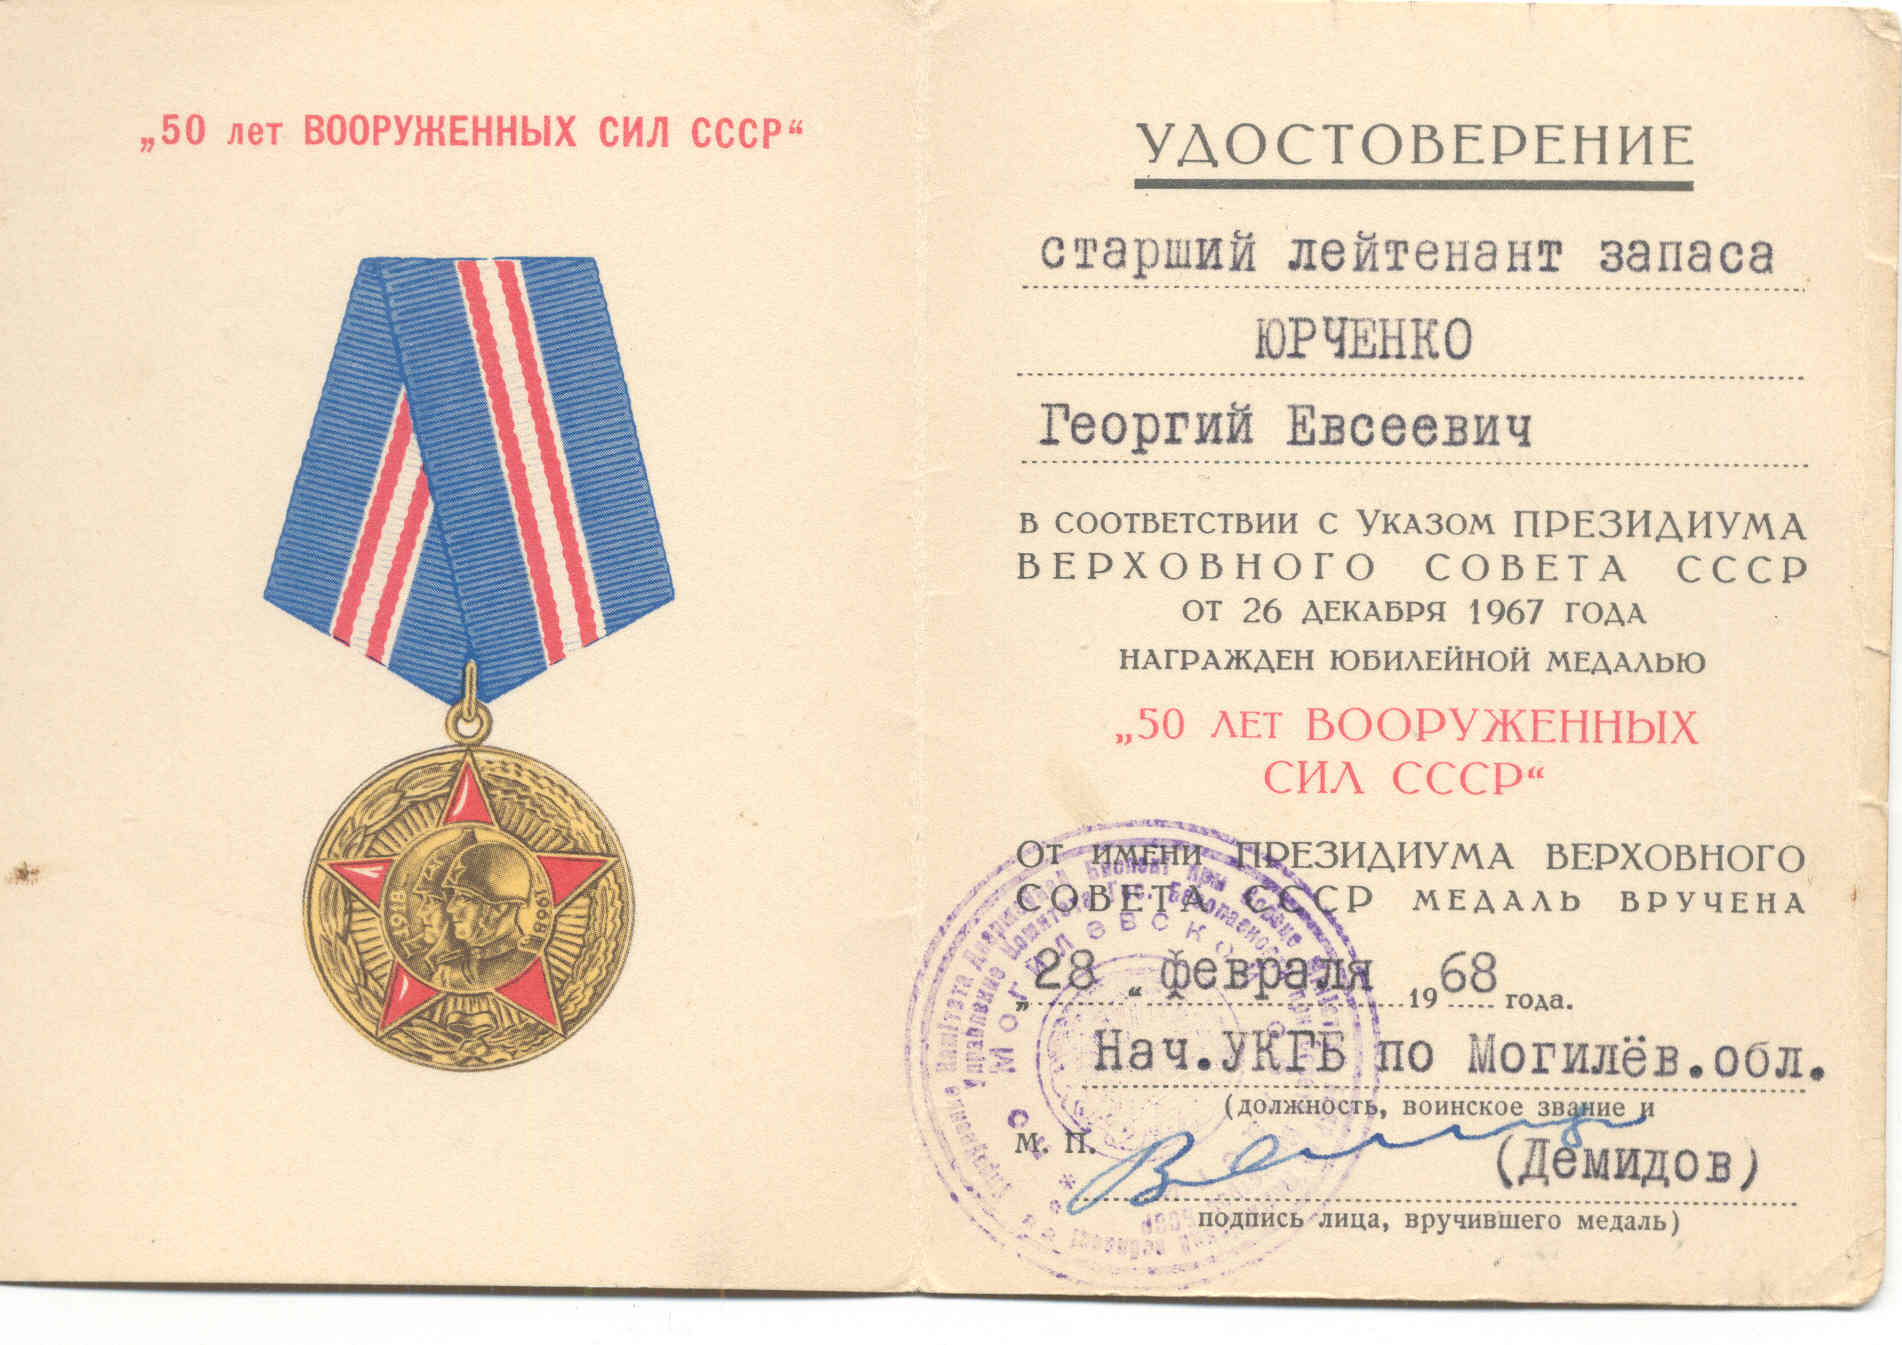 „50 лет ВООРУЖЕННЫХ СИЛ СССР“
1918
1968
УДОСТОВЕРЕНИЕ
старший лейтенант запаса
ЮРЧЕНКО
Георгий Евсеевич
В СООТВЕТСТВИИ С УКАЗОМ ПРЕЗИДИУМА
ВЕРХОВНОГО СОВЕТА СССР
ОТ 26 ДЕКАБРЯ 1967 ГОДА
НАГРАЖДЕН ЮБИЛЕЙНОЙ МЕДАЛЬЮ
„50 ЛЕТ ВООРУЖЕННЫХ
СИЛ СССР“
ОТ ИМЕНИ ПРЕЗИДИУМА ВЕРХОВНОГО
СОВЕТА СССР МЕДАЛЬ ВРУЧЕНА
„28“ февраля 1968 года.
Нач.УКГБ по Могилёв.обл.
(должность, воинское звание и
М. П.
(Демидов)
подпись лица, вручившего медаль)